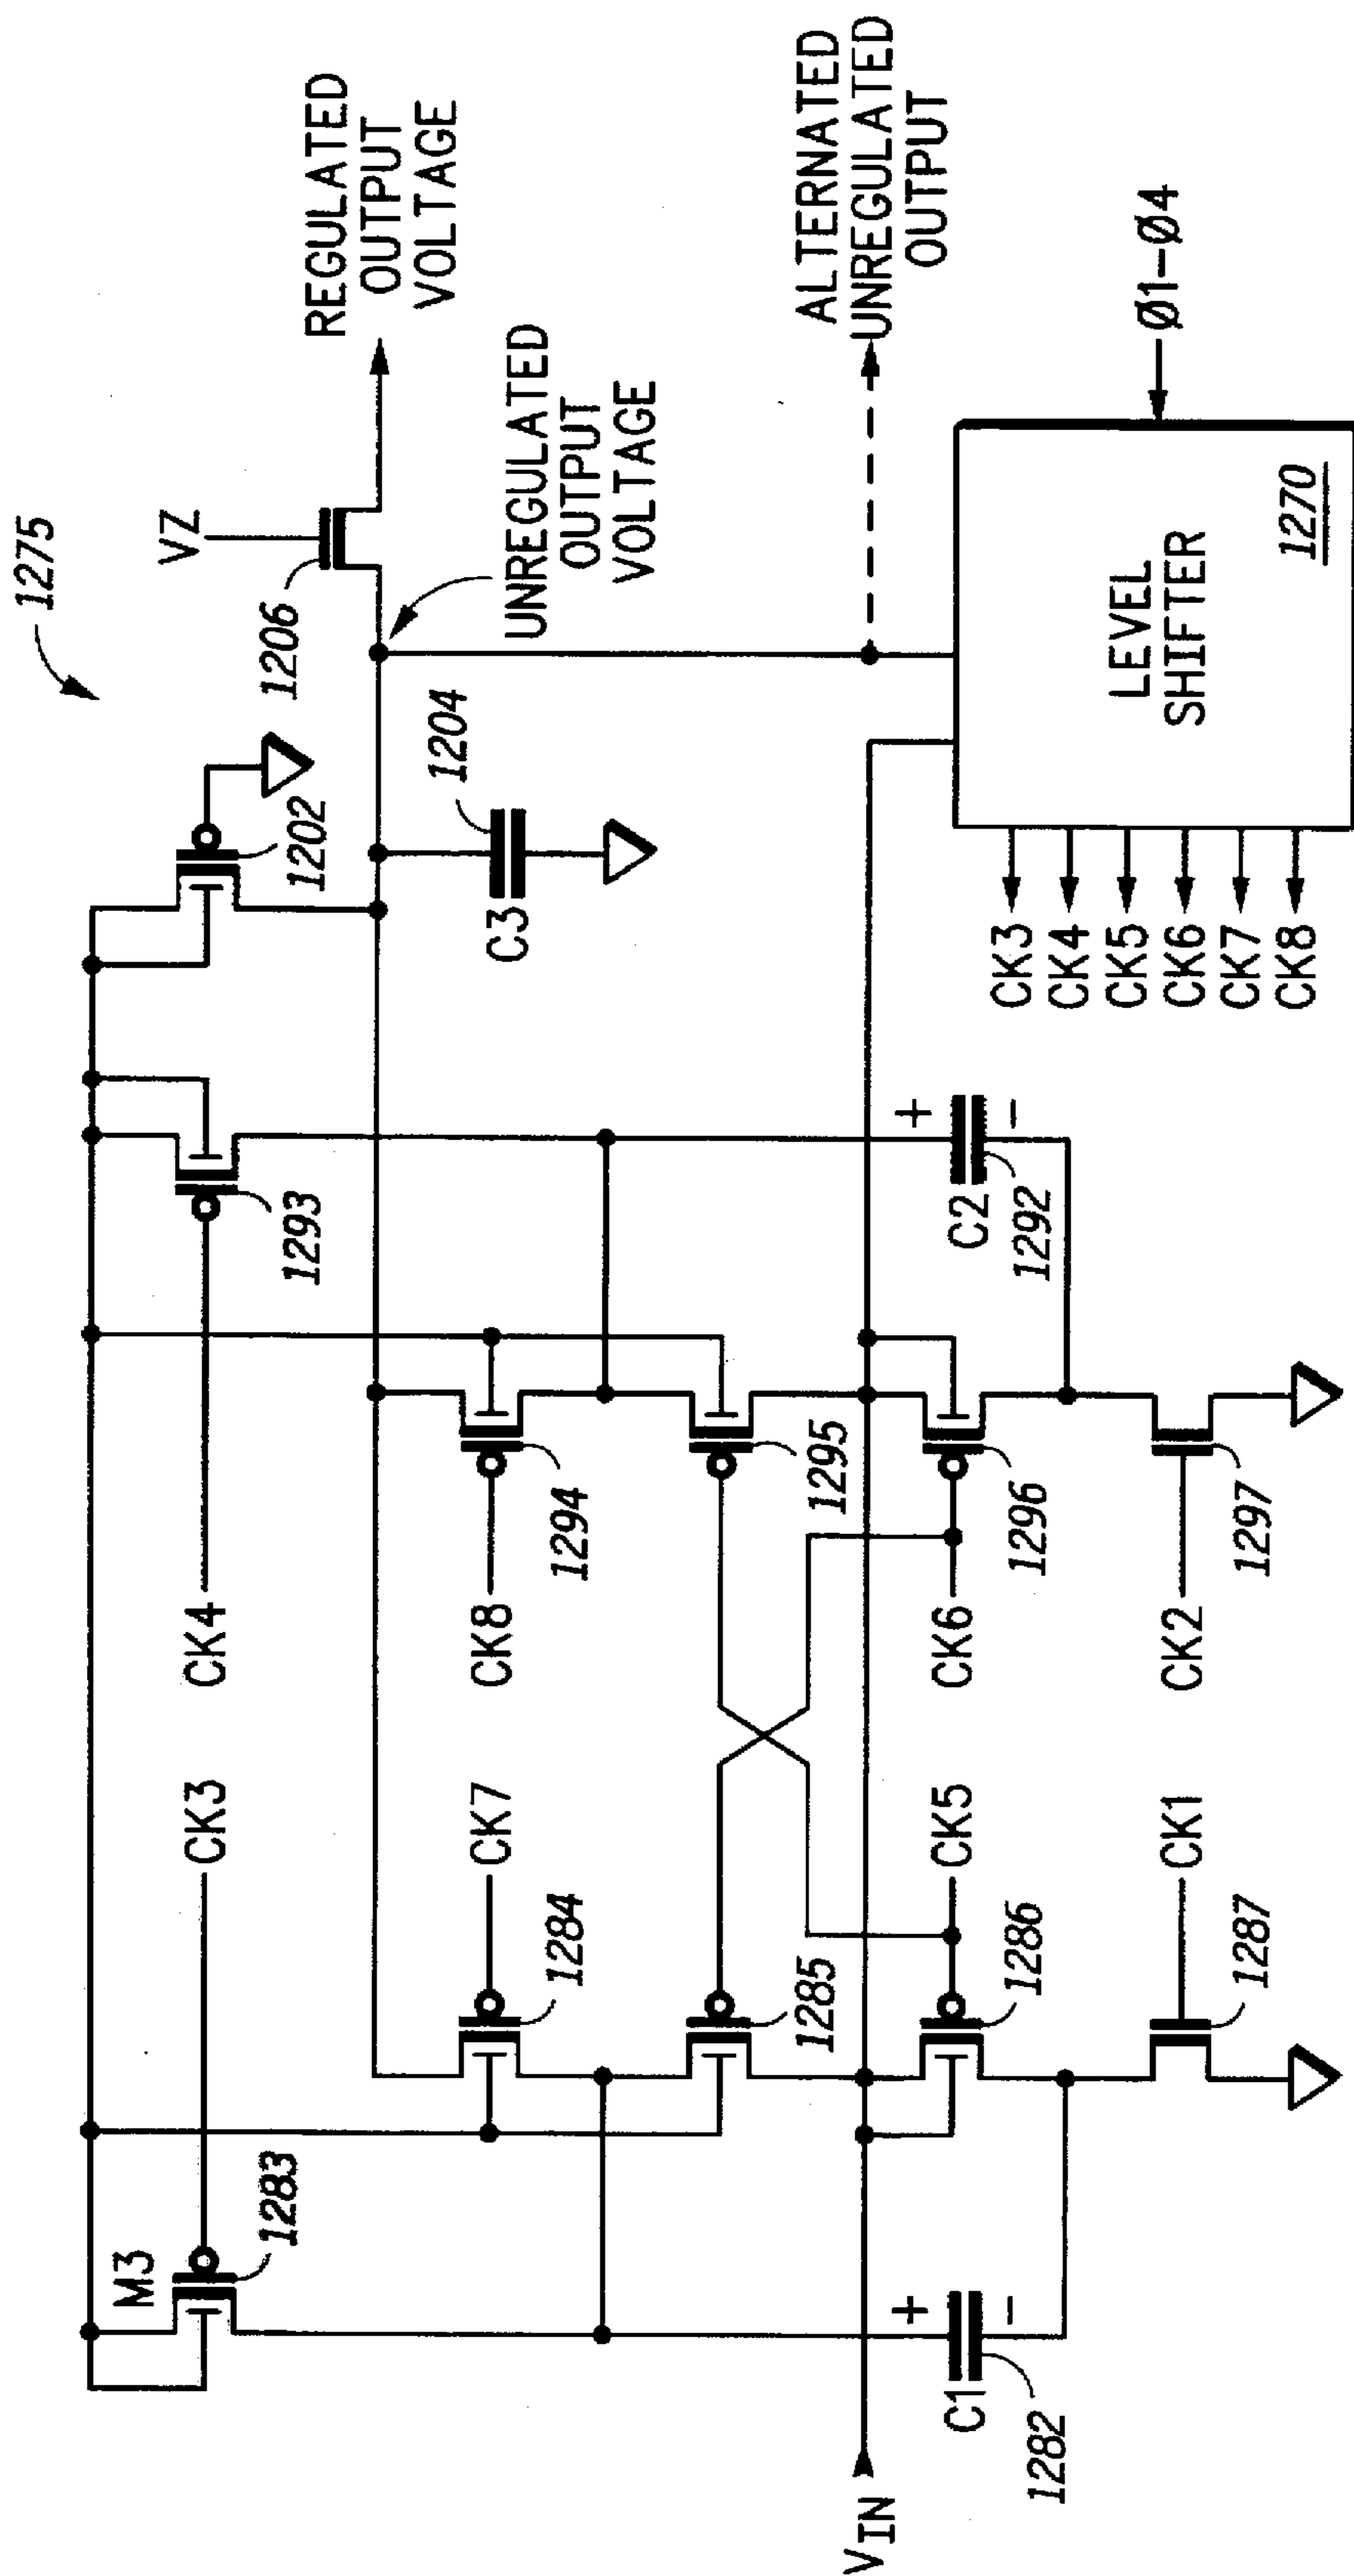 1275
VZ
1206
REGULATED
OUTPUT
VOLTAGE
M3
1283
CK3
CK4
1293
1202
UNREGULATED
OUTPUT
VOLTAGE
C3
1204
CK7
1284
CK8
1294
1285
1295
ALTERNATED
UNREGULATED
OUTPUT
VIN
C1
1282
+
-
CK5
1286
CK6
1296
C2
1292
+
-
CK1
1287
CK2
1297
CK3
CK4
CK5
CK6
CK7
CK8
LEVEL
SHIFTER
1270
Ø1-Ø4